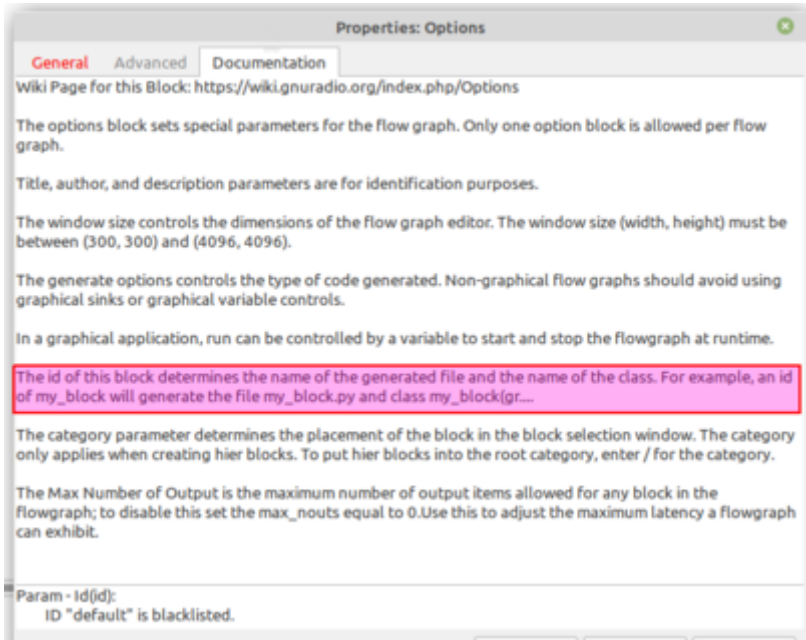 Properties: Options
General Advanced Documentation
Wiki Page for this Block: https://wiki.gnuradio.org/index.php/Options
The options block sets special parameters for the flow graph. Only one option block is allowed per flow
graph.
Title, author, and description parameters are for identification purposes.
The window size controls the dimensions of the flow graph editor. The window size (width, height) must be
between (300, 300) and (4096, 4096).
The generate options controls the type of code generated. Non-graphical flow graphs should avoid using
graphical sinks or graphical variable controls.
In a graphical application, run can be controlled by a variable to start and stop the flowgraph at runtime.
The id of this block determines the name of the generated file and the name of the class. For example, an id
of my_block will generate the file my_block.py and class my_block(gr....
The category parameter determines the placement of the block in the block selection window. The category
only applies when creating hier blocks. To put hier blocks into the root category, enter / for the category.
The Max Number of Output is the maximum number of output items allowed for any block in the
flowgraph; to disable this set the max_nouts equal to 0.Use this to adjust the maximum latency a flowgraph
can exhibit.
Param - Id(id):
ID "default" is blacklisted.